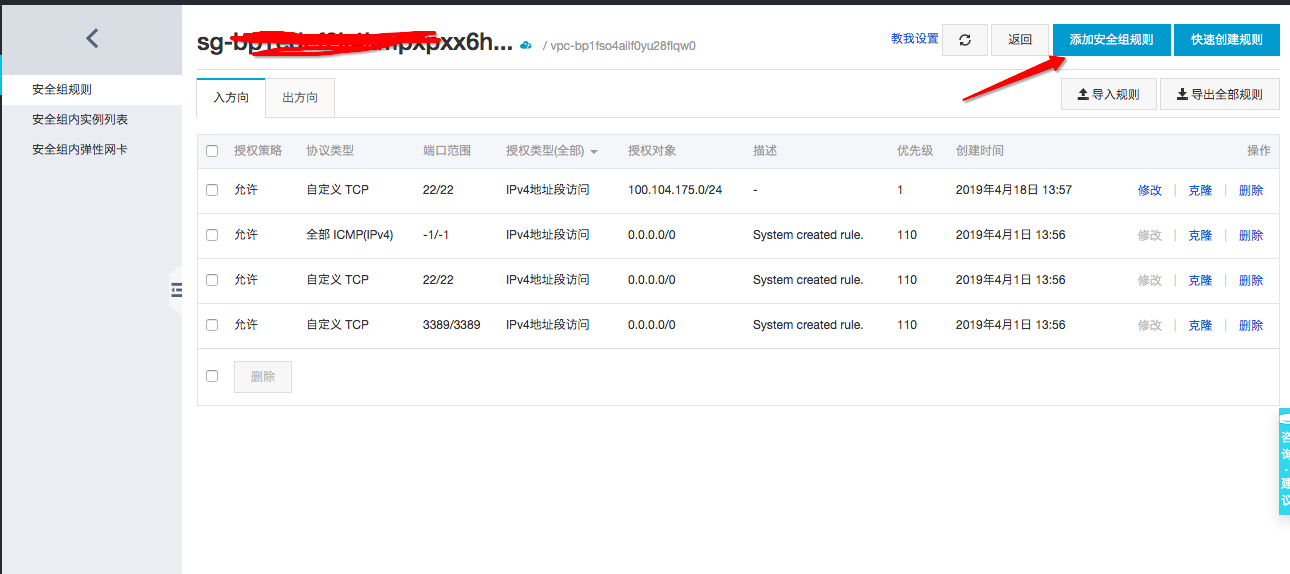 sg-
xx6h...
/ vpc-bp1fso4ailf0yu28flqw0
教我设置
返回
添加安全组规则
快速创建规则
安全组规则
安全组内实例列表
安全组内弹性网卡
入方向
出方向
导入规则
导出全部规则
授权策略 协议类型 端口范围 授权类型(全部) 授权对象 描述 优先级 创建时间 操作
允许 自定义 TCP 22/22 IPv4地址段访问 100.104.175.0/24 - 1 2019年4月18日 13:57 修改 | 克隆 | 删除
允许 全部 ICMP(IPv4) -1/-1 IPv4地址段访问 0.0.0.0/0 System created rule. 110 2019年4月1日 13:56 修改 | 克隆 | 删除
允许 自定义 TCP 22/22 IPv4地址段访问 0.0.0.0/0 System created rule. 110 2019年4月1日 13:56 修改 | 克隆 | 删除
允许 自定义 TCP 3389/3389 IPv4地址段访问 0.0.0.0/0 System created rule. 110 2019年4月1日 13:56 修改 | 克隆 | 删除
删除
咨询·建议